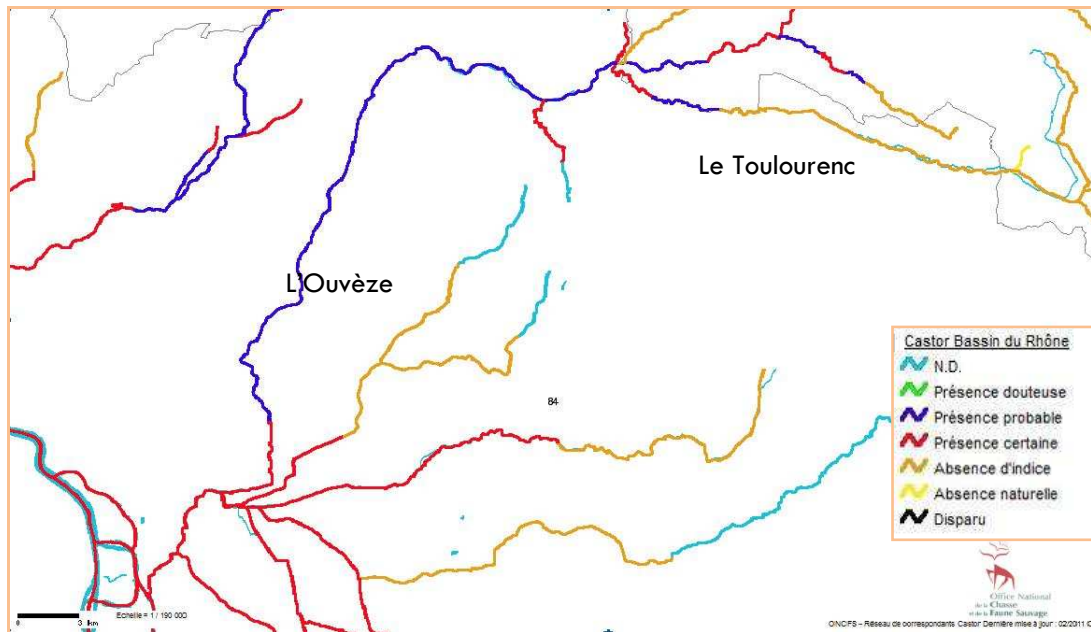 Le Toulourenc
L'Ouvèze
84
Castor Bassin du Rhône
N.D.
Présence douteuse
Présence probable
Présence certaine
Absence d'indice
Absence naturelle
Disparu
Office National
de la Chasse
et de la Faune Sauvage
Echelle = 1 / 190 000
0 3 km
ONCFS – Réseau de correspondants Castor Dernière mise à jour : 02/2011